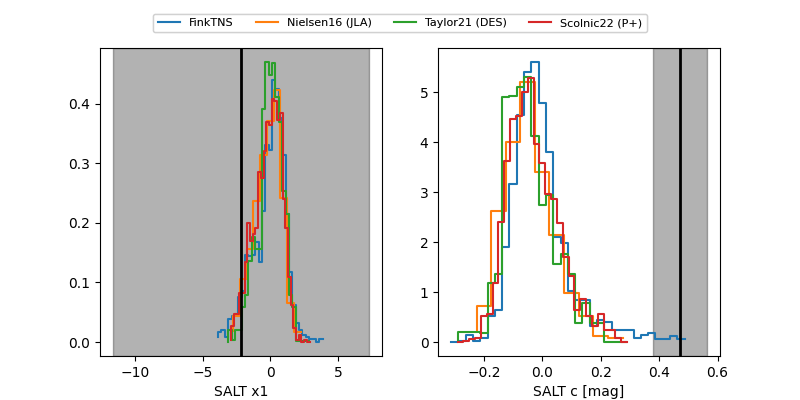 FinkTNS Nielsen16 (JLA) Taylor21 (DES) Scolnic22 (P+)
0.4
0.3
0.2
0.1
0.0
−10 −5 0 5
SALT x1
5
4
3
2
1
0
−0.2 0.0 0.2 0.4 0.6
SALT c [mag]